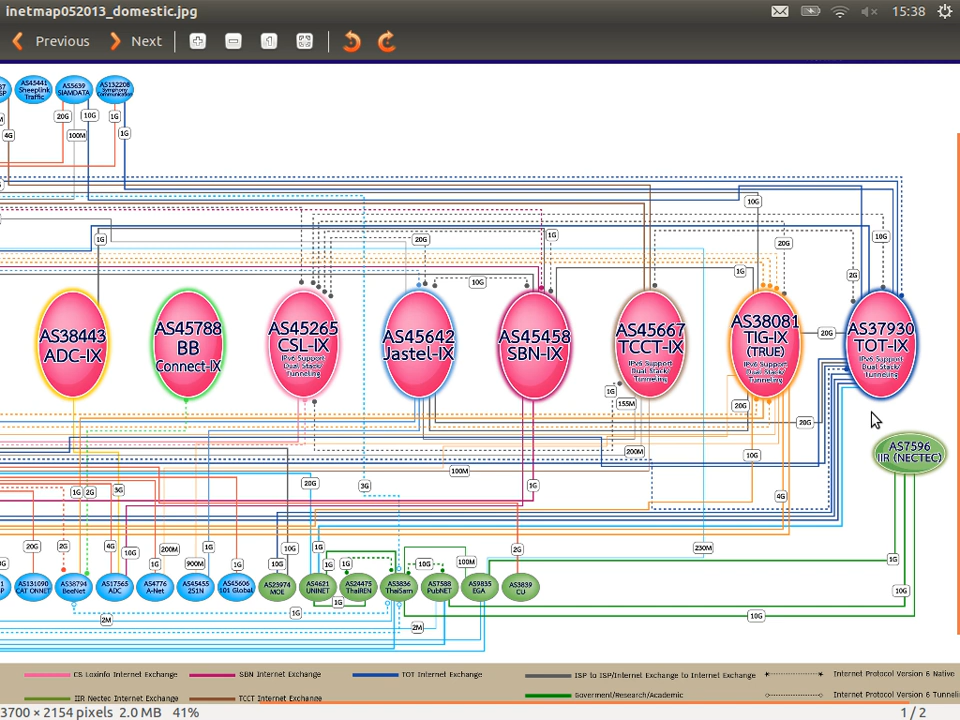 inetmap052013_domestic.jpg
15:38
Previous
Next
AS45441
Sheeplink
Traffic
AS5639
SIAMDATA
AS132208
Symphony
Communication
20G
10G
1G
4G
100M
1G
10G
1G
20G
1G
10G
20G
10G
1G
2G
AS38443
ADC-IX
AS45788
BB
Connect-IX
AS45265
CSL-IX
IPv6 Support
Dual Stack/
Tunneling
AS45642
Jastel-IX
AS45458
SBN-IX
AS45667
TCCT-IX
IPv6 Support
Dual Stack/
Tunneling
AS38081
TIG-IX
(TRUE)
IPv6 Support
Dual Stack/
Tunneling
20G
AS37930
TOT-IX
IPv6 Support
Dual Stack/
Tunneling
1G
155M
20G
20G
AS7596
IIR (NECTEC)
200M
10G
100M
20G
3G
1G
1G
2G
3G
4G
20G
2G
4G
10G
200M
1G
10G
1G
2G
230M
1G
900M
1G
10G
1G
1G
10G
100M
1G
AS131090
CAT ONNET
AS38794
BeeNet
AS17565
ADC
AS4776
A-Net
AS45455
2S1N
AS45606
101 Global
AS23974
MOE
AS4621
UNINET
AS24475
ThaiREN
AS3836
ThaiSarn
AS7588
PubNET
AS9835
EGA
AS3839
CU
10G
1G
1G
10G
2M
2M
CS Loxinfo Internet Exchange
SBN Internet Exchange
TOT Internet Exchange
ISP to ISP/Internet Exchange to Internet Exchange
Internet Protocol Version 6 Native
IIR Nectec Internet Exchange
TCCT Internet Exchange
Goverment/Research/Academic
Internet Protocol Version 6 Tunneli
3700 × 2154 pixels 2.0 MB 41%
1 / 2